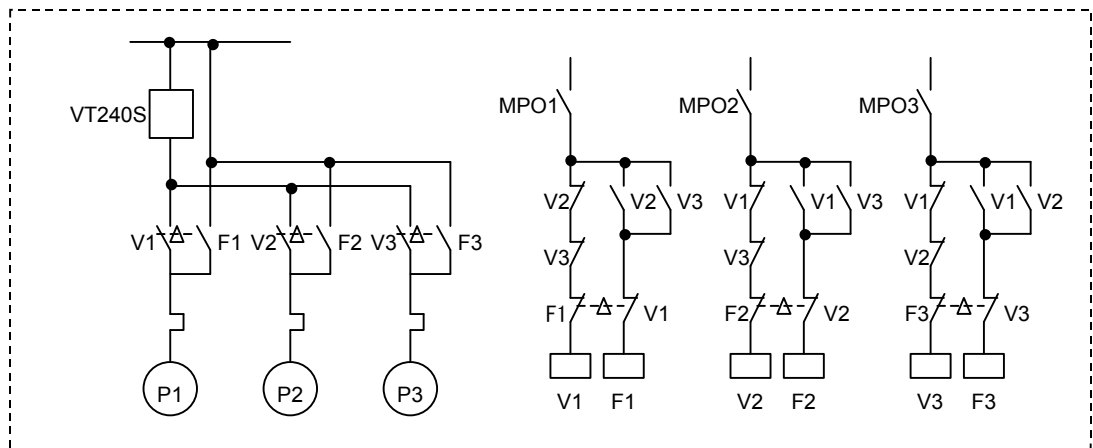 VT240S
V1 F1 V2 F2 V3 F3
P1 P2 P3
MPO1
V2 V2 V3
V3
F1 V1
V1 F1
MPO2
V1 V1 V3
V3
F2 V2
V2 F2
MPO3
V1 V1 V2
V2
F3 V3
V3 F3